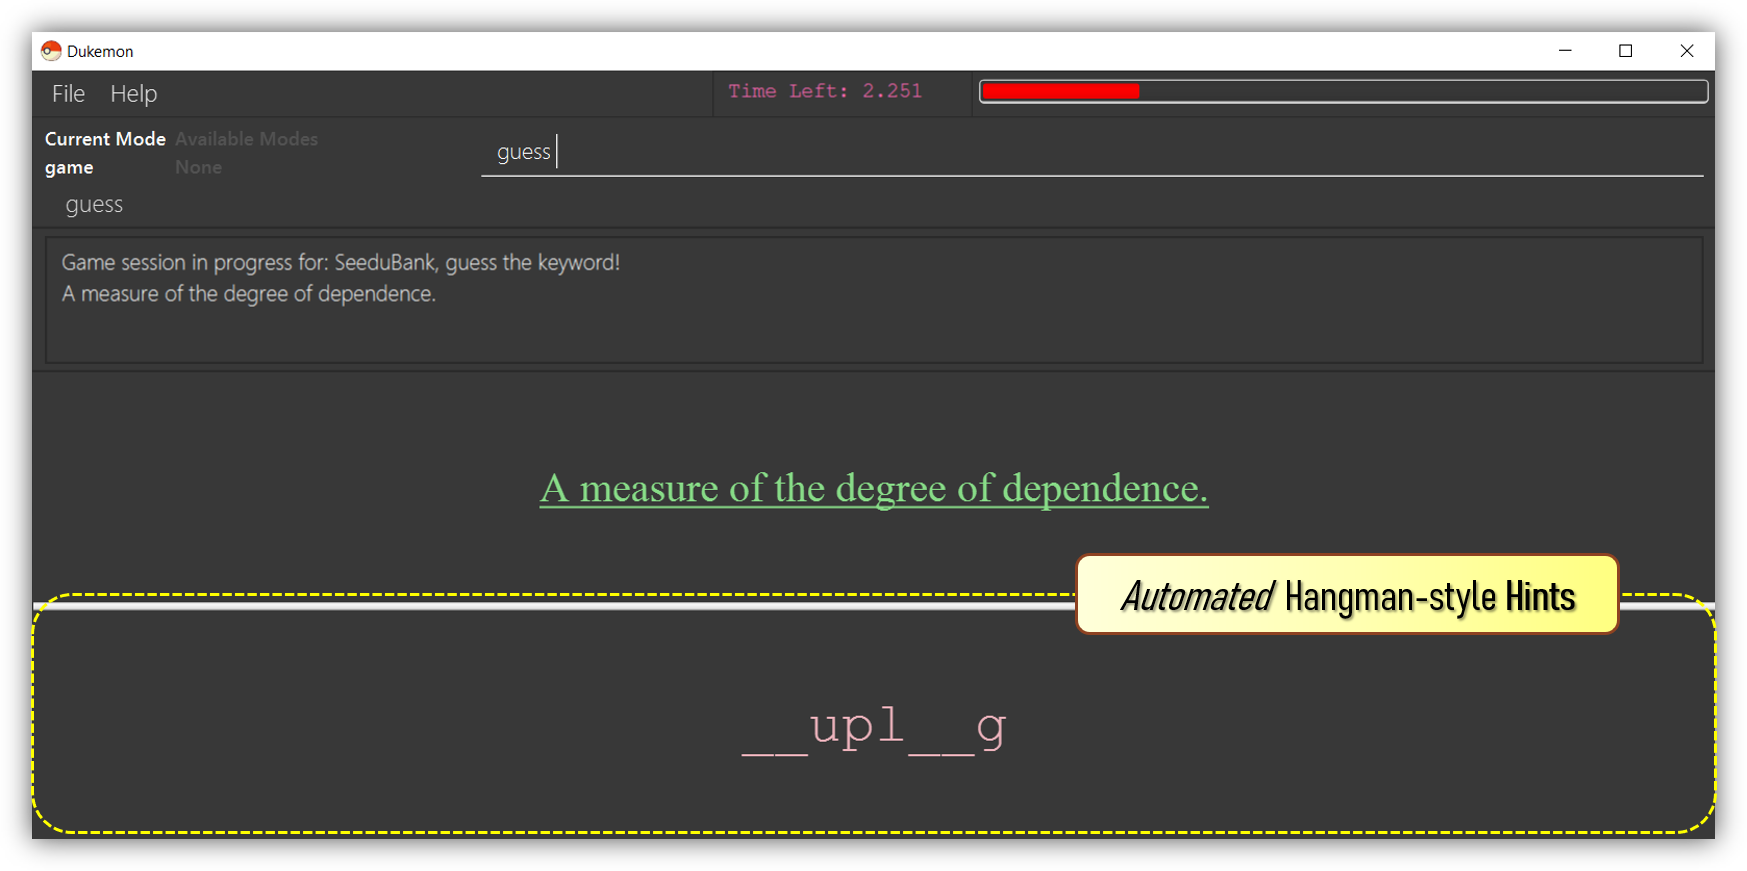 Dukemon
File Help
Time Left: 2.251
Current Mode Available Modes
game None
guess
guess
Game session in progress for: SeeduBank, guess the keyword!
A measure of the degree of dependence.
A measure of the degree of dependence.
Automated Hangman-style Hints
__upl__g